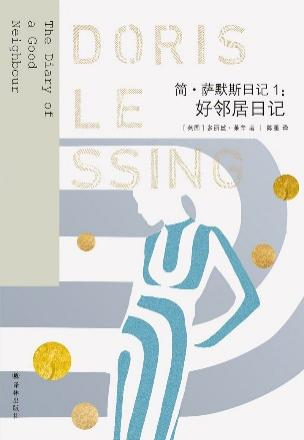 The Diary of
a Good
Neighbour
DORIS
LE
SSING
简·萨默斯日记1:
好邻居日记
[英国] 多丽丝·莱辛 著 | 陈星 译
译林出版社